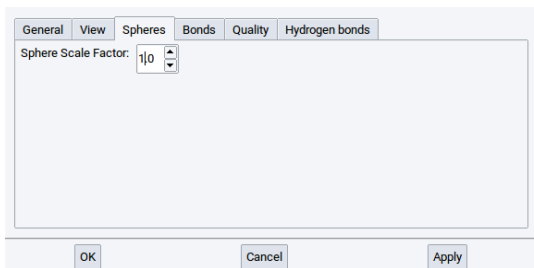 General View Spheres Bonds Quality Hydrogen bonds
Sphere Scale Factor: 1.0
OK Cancel Apply